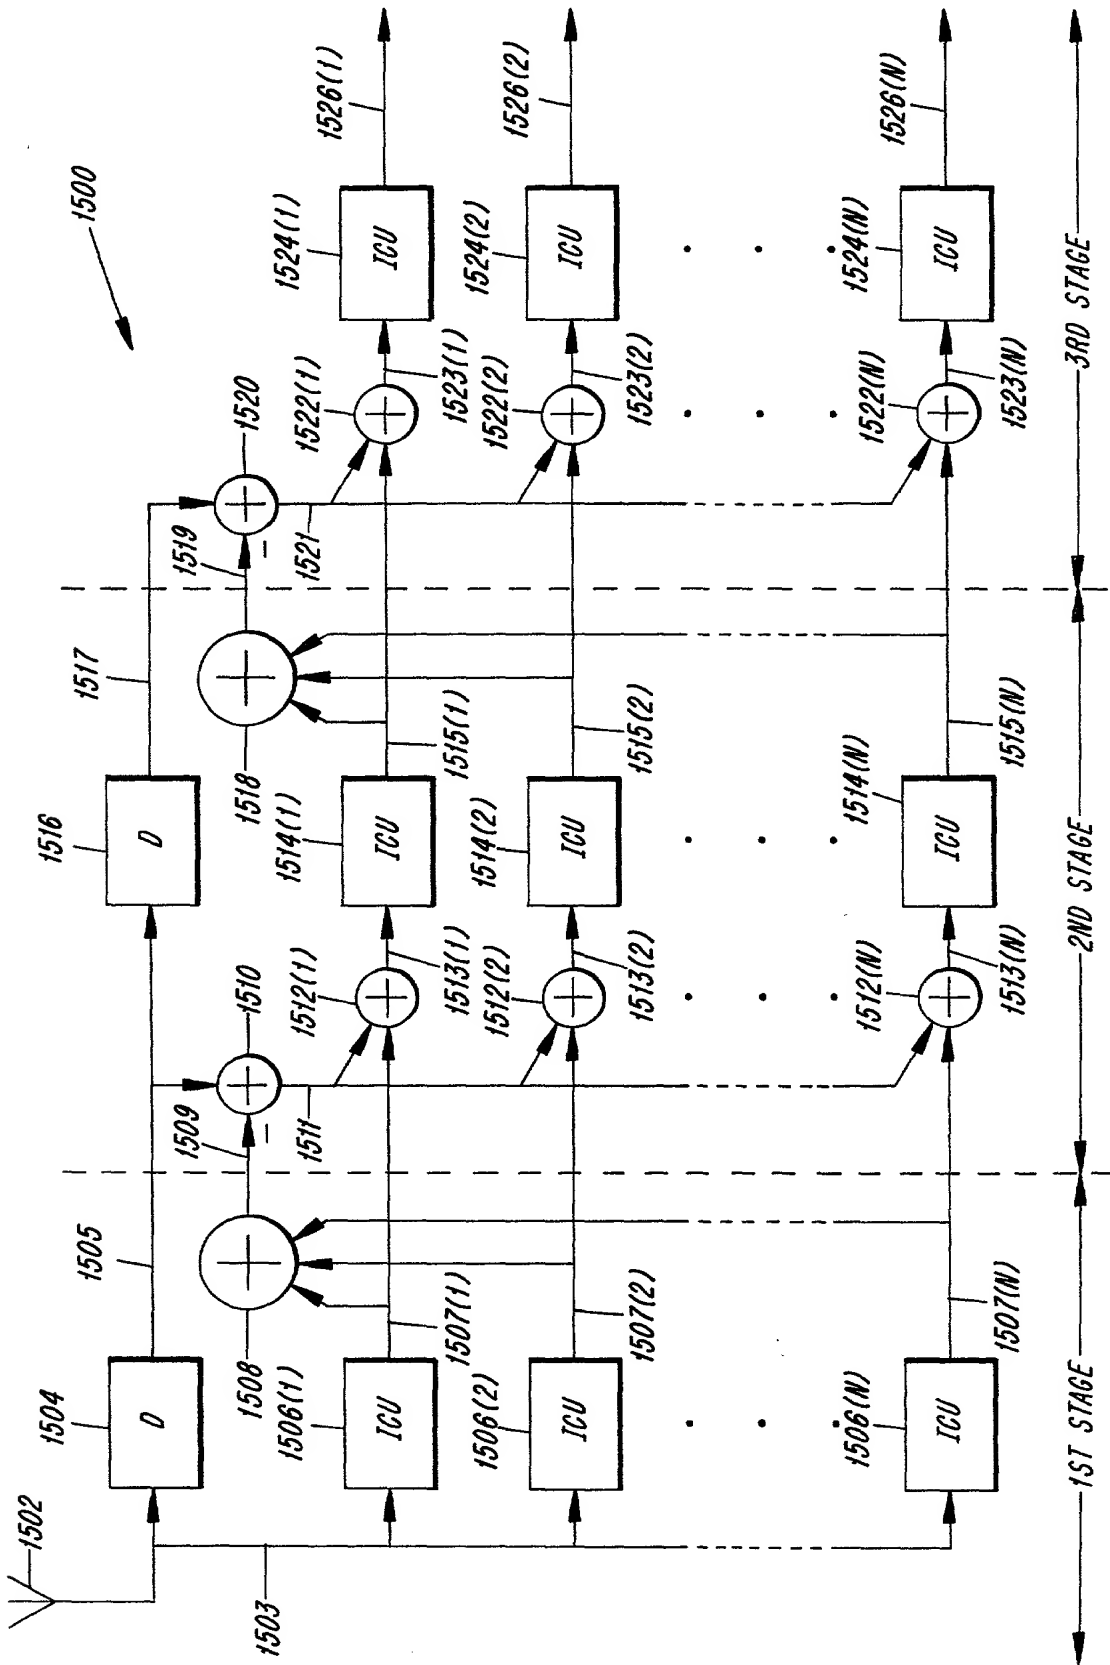 1500
1502
1503
1504
D
1505
1516
D
1517
1508
1509
1510
1511
1518
1519
1520
1521
1506(1)
ICU
1507(1)
1512(1)
1513(1)
1514(1)
ICU
1515(1)
1522(1)
1523(1)
1524(1)
ICU
1526(1)
1506(2)
ICU
1507(2)
1512(2)
1513(2)
1514(2)
ICU
1515(2)
1522(2)
1523(2)
1524(2)
ICU
1526(2)
1506(N)
ICU
1507(N)
1512(N)
1513(N)
1514(N)
ICU
1515(N)
1522(N)
1523(N)
1524(N)
ICU
1526(N)
1ST STAGE
2ND STAGE
3RD STAGE